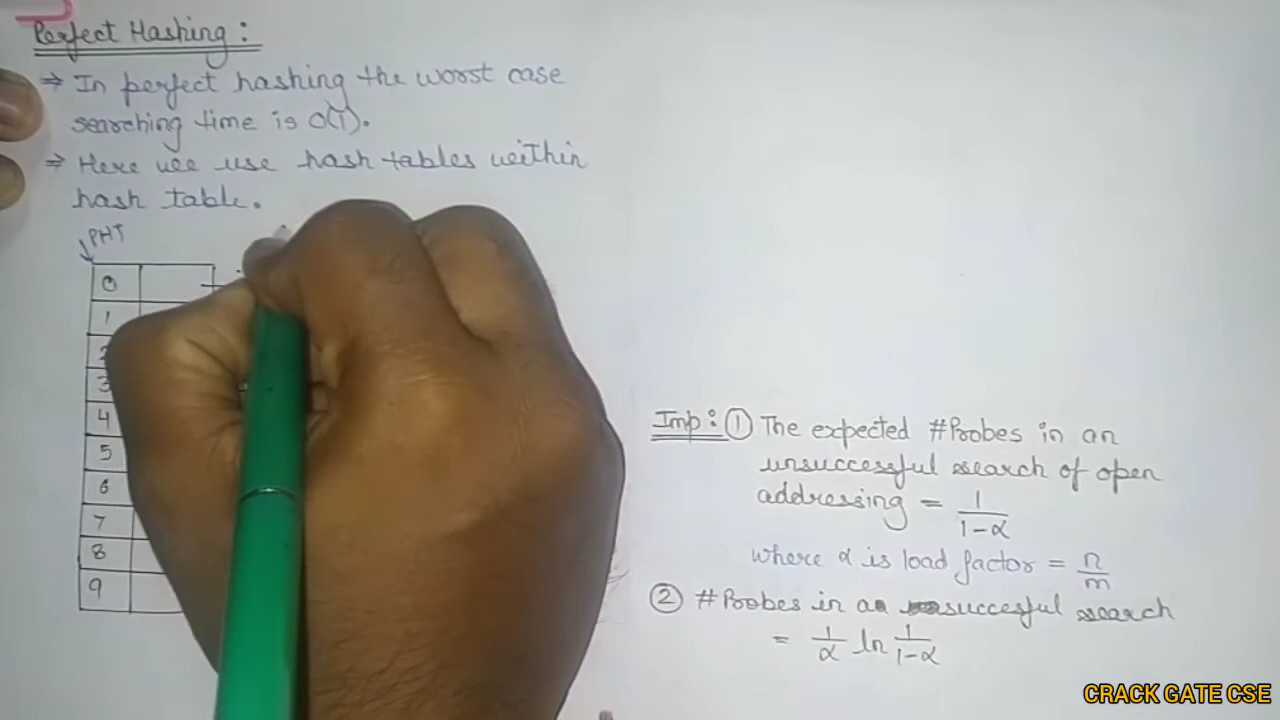 Perfect Hashing :
⇒ In perfect hashing the worst case
searching time is O(1).
⇒ Here we use hash tables within
hash table.
PHT
0
1
2
3
4
5
6
7
8
9
Imp: ① The expected #Probes in an
unsuccessful search of open
addressing = 1/(1-α)
where α is load factor = n/m
② #Probes in a successful search
= 1/α ln 1/(1-α)
CRACK GATE CSE